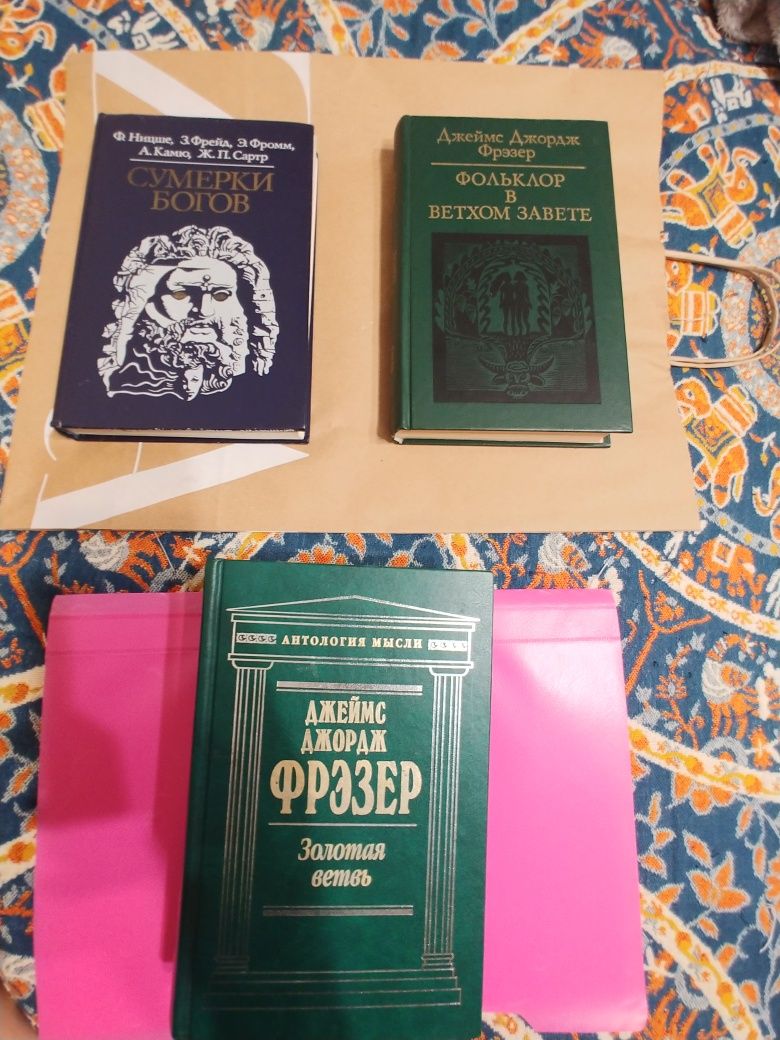 Ф. Ницше, З. Фрейд, Э. Фромм,
А. Камю, Ж. П. Сартр
СУМЕРКИ
БОГОВ
Джеймс Джордж
Фрэзер
ФОЛЬКЛОР
В
ВЕТХОМ ЗАВЕТЕ
АНТОЛОГИЯ МЫСЛИ
ДЖЕЙМС
ДЖОРДЖ
ФРЭЗЕР
Золотая
ветвь